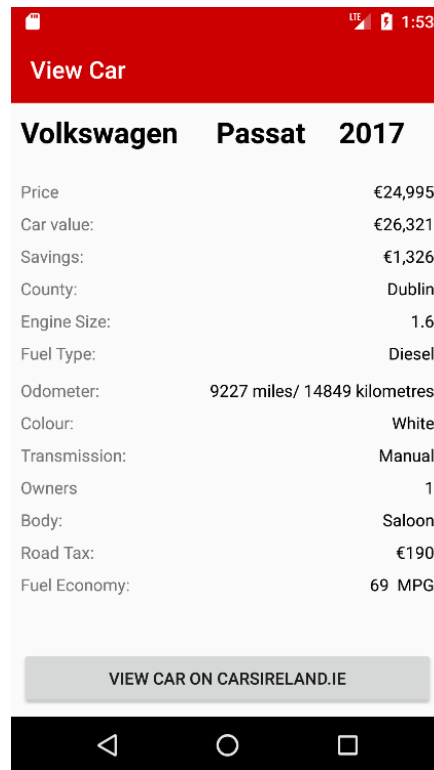 LTE 1:53
View Car
Volkswagen Passat 2017
Price €24,995
Car value: €26,321
Savings: €1,326
County: Dublin
Engine Size: 1.6
Fuel Type: Diesel
Odometer: 9227 miles/ 14849 kilometres
Colour: White
Transmission: Manual
Owners 1
Body: Saloon
Road Tax: €190
Fuel Economy: 69 MPG
VIEW CAR ON CARSIRELAND.IE